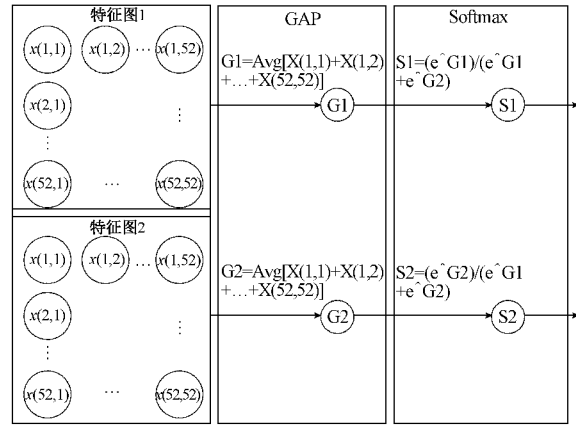 特征图1
GAP
Softmax
x(1,1) x(1,2) … x(1,52)
G1=Avg[X(1,1)+X(1,2)
+…+X(52,52)]
S1=(e^G1)/(e^G1
+e^G2)
x(2,1) ⋮
G1
S1
⋮
x(52,1) … x(52,52)
特征图2
x(1,1) x(1,2) … x(1,52)
G2=Avg[X(1,1)+X(1,2)
+…+X(52,52)]
S2=(e^G2)/(e^G1
+e^G2)
x(2,1) ⋮
G2
S2
⋮
x(52,1) … x(52,52)